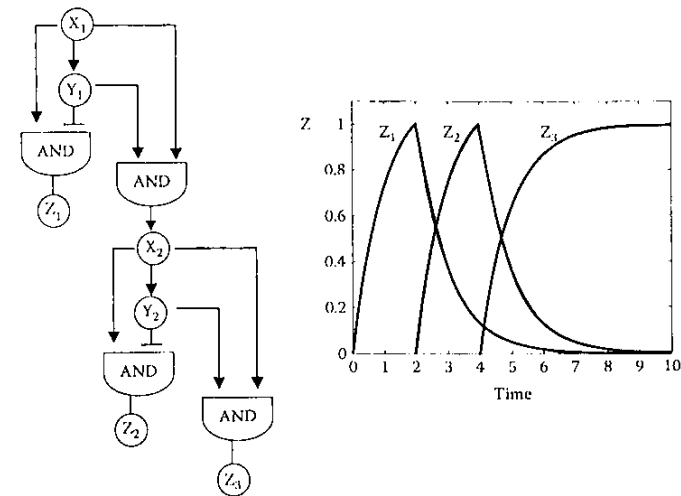 X₁
Y₁
AND
AND
Z₁
X₂
Y₂
AND
AND
Z₂
Z₃
Z
1
0.8
0.6
0.4
0.2
0
Z₁
Z₂
Z₃
0 1 2 3 4 5 6 7 8 9 10
Time